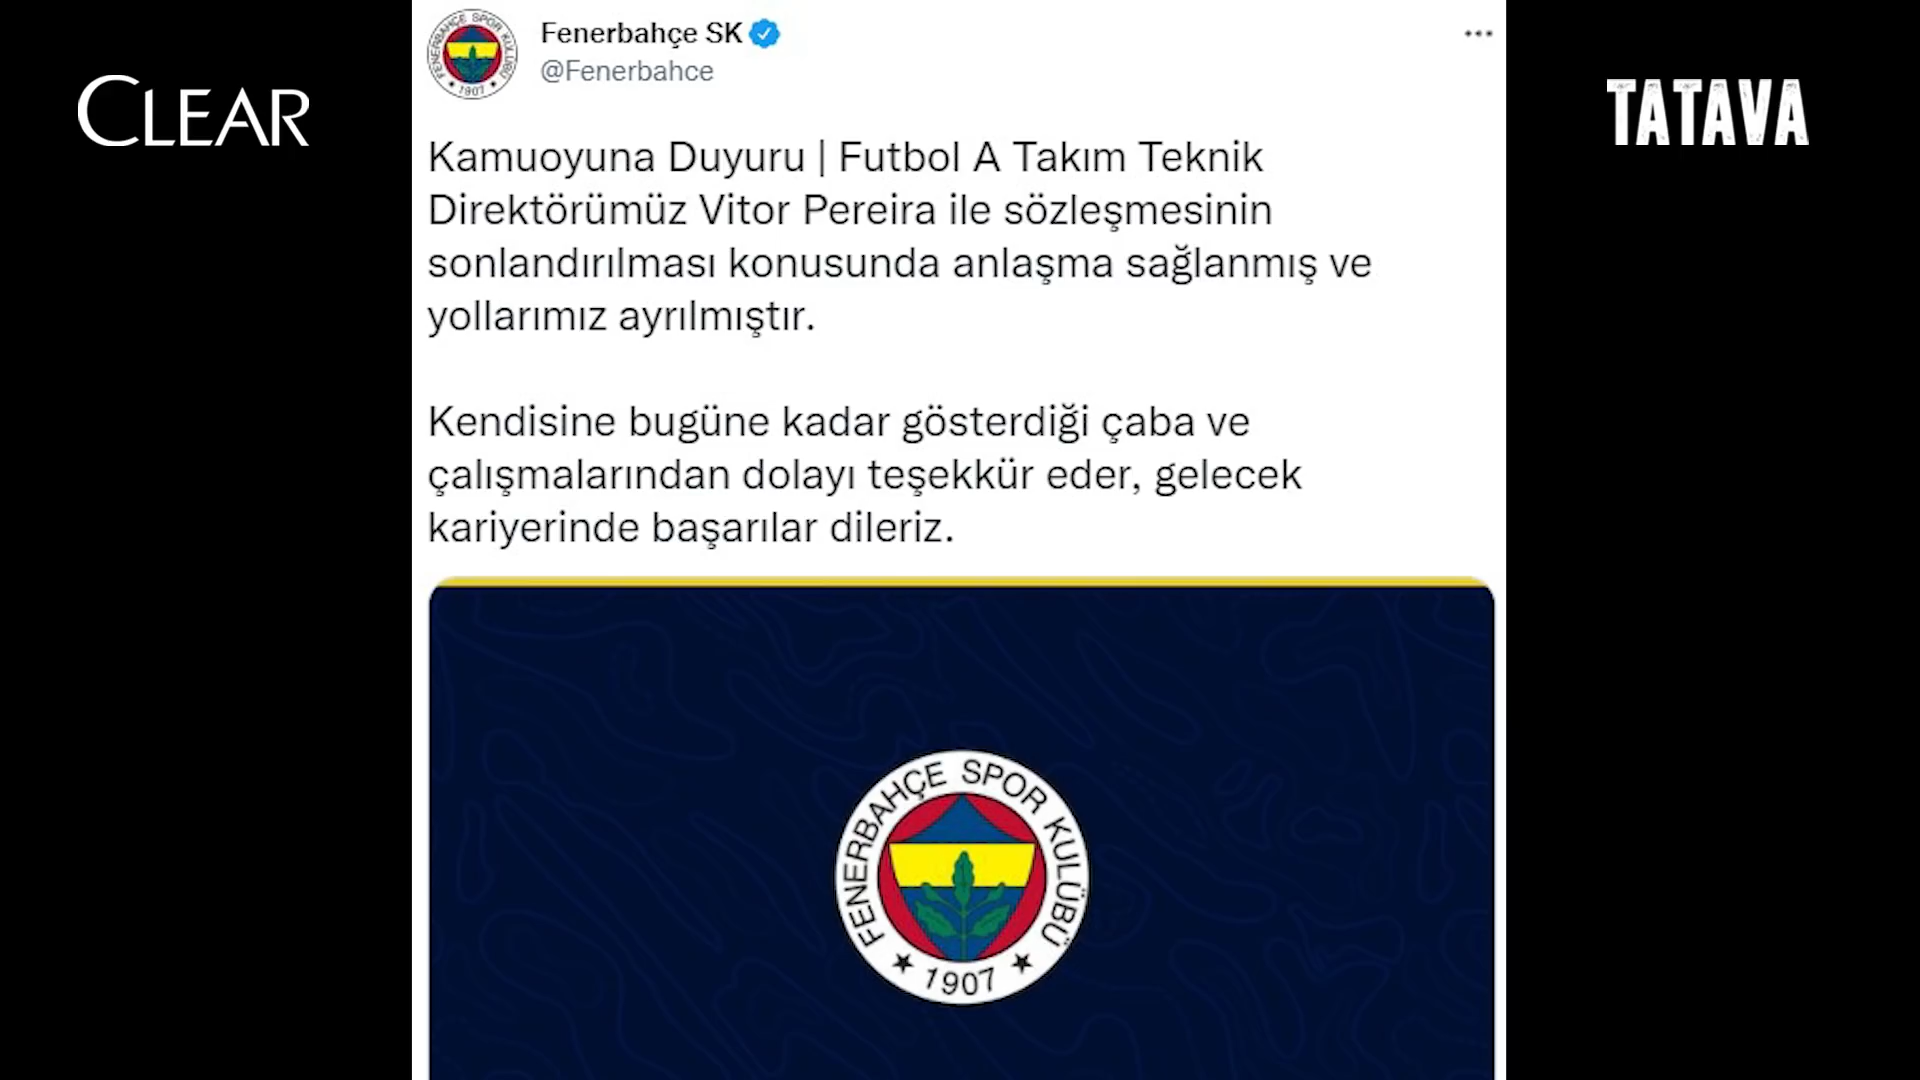 CLEAR
TATAVA
Fenerbahçe SK
@Fenerbahce
Kamuoyuna Duyuru | Futbol A Takım Teknik
Direktörümüz Vitor Pereira ile sözleşmesinin
sonlandırılması konusunda anlaşma sağlanmış ve
yollarımız ayrılmıştır.
Kendisine bugüne kadar gösterdiği çaba ve
çalışmalarından dolayı teşekkür eder, gelecek
kariyerinde başarılar dileriz.
FENERBAHÇE SPOR KULÜBÜ
1907